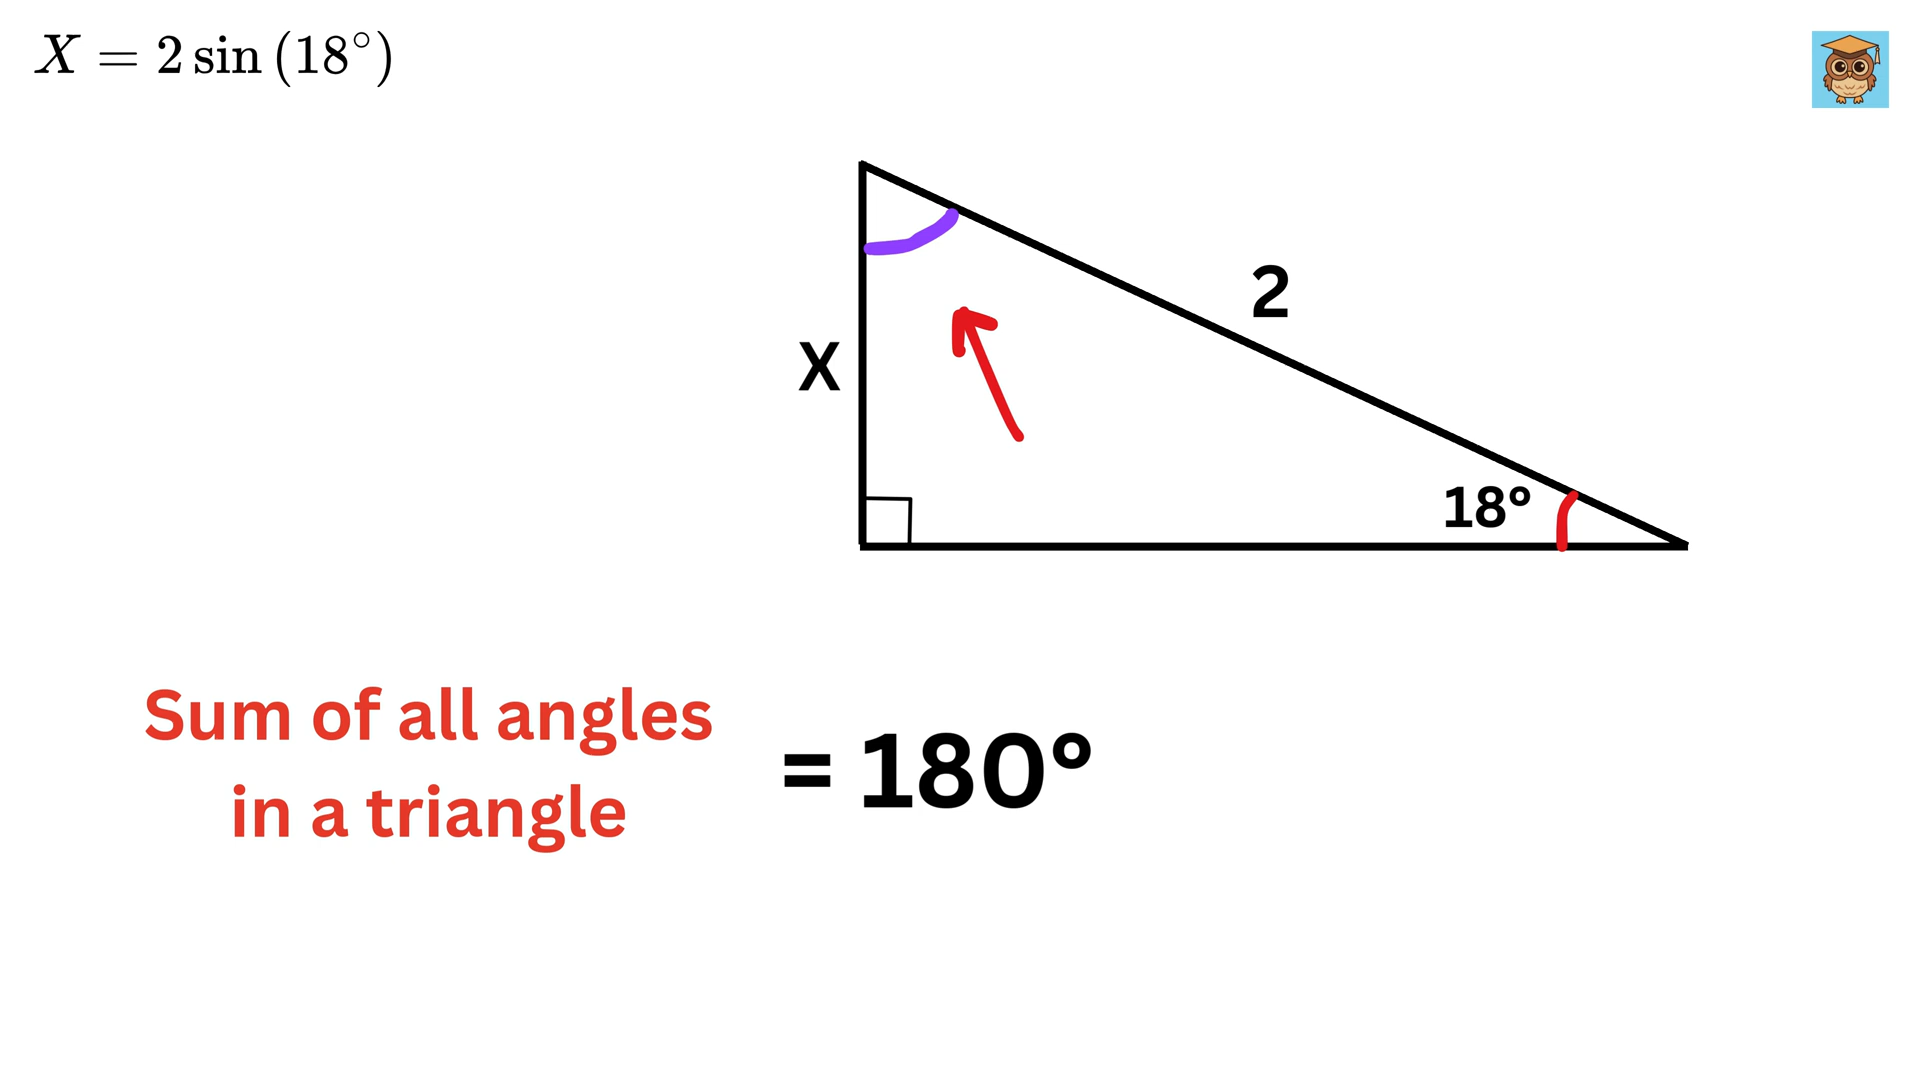 X = 2 sin (18°)
2
X
18°
Sum of all angles
in a triangle
= 180°